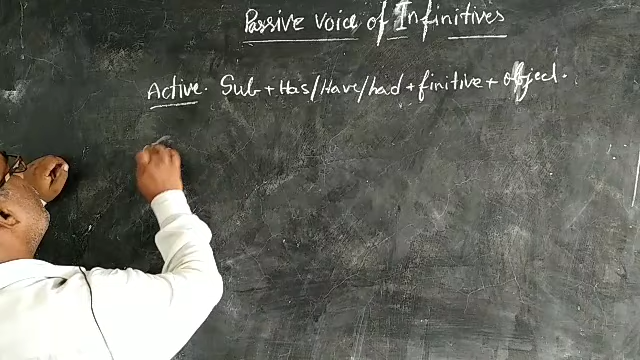 Passive Voice of Infinitives
Active. Sub + Has/Have/had + finitive + object.